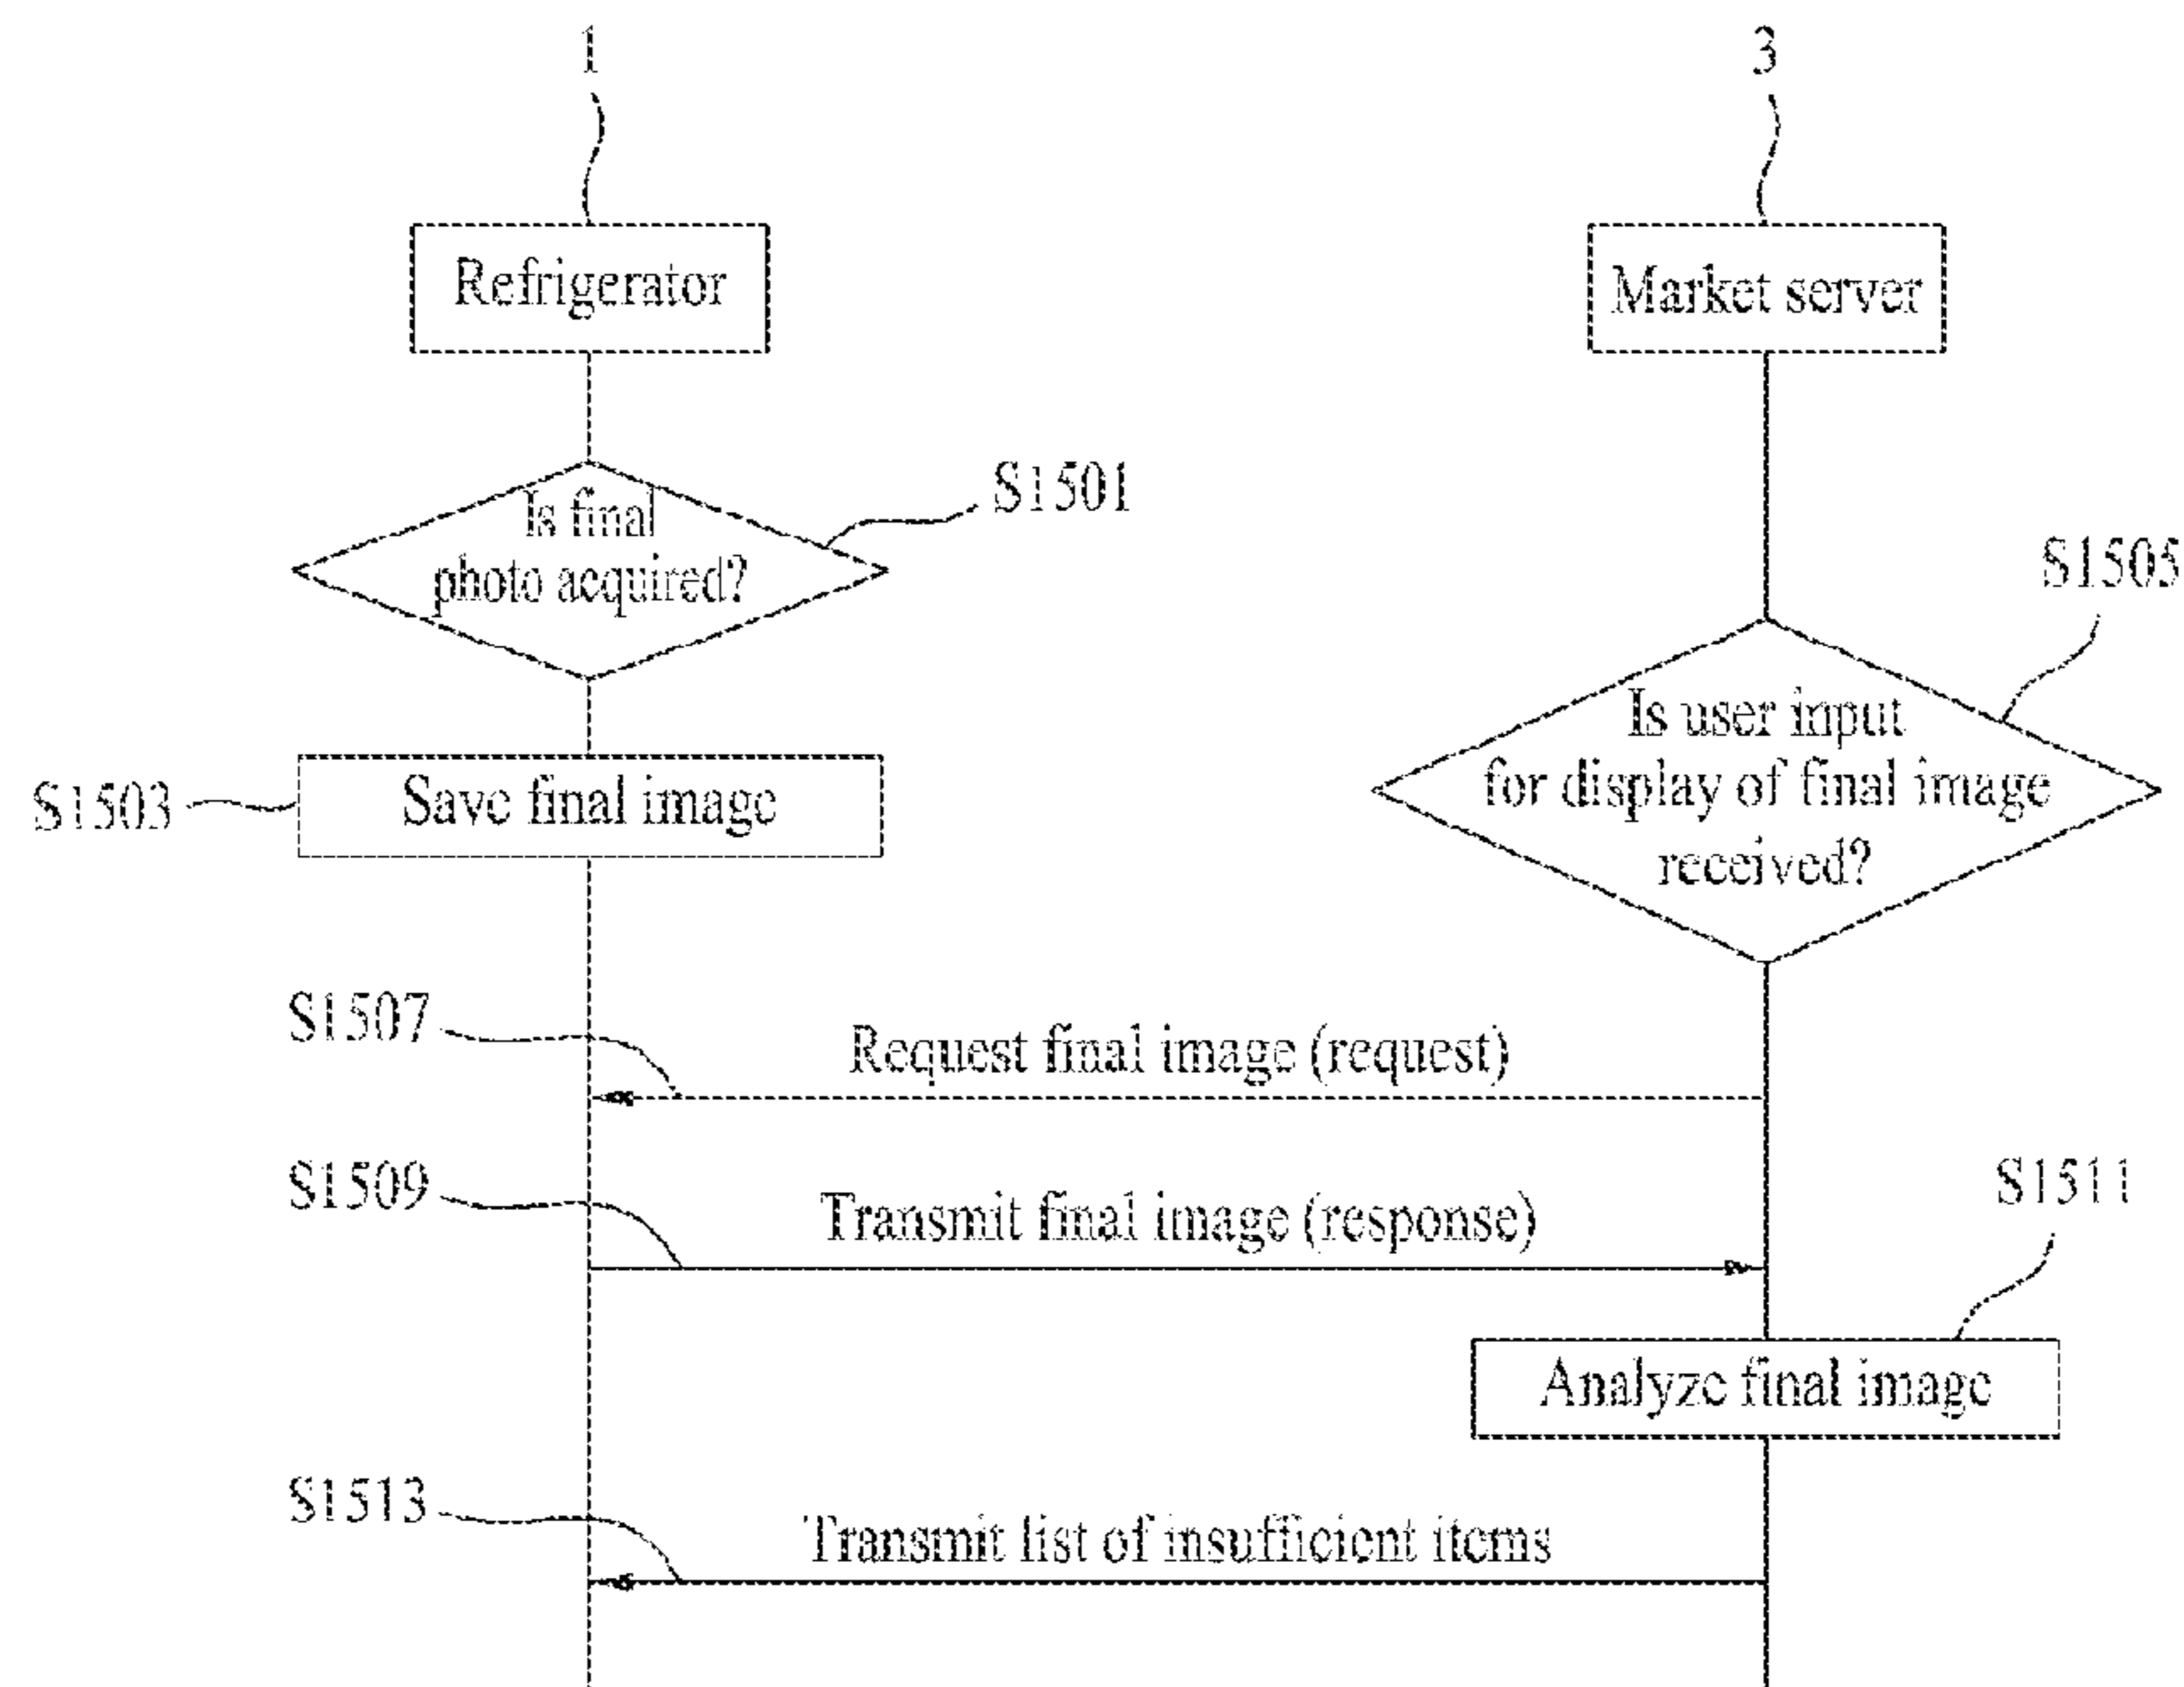 1
3
Refrigerator
Market server
Is final
photo acquired?
S1501
S1505
Is user input
for display of final image
received?
S1503
Save final image
S1507
Request final image (request)
S1509
Transmit final image (response)
S1511
Analyze final image
S1513
Transmit list of insufficient items